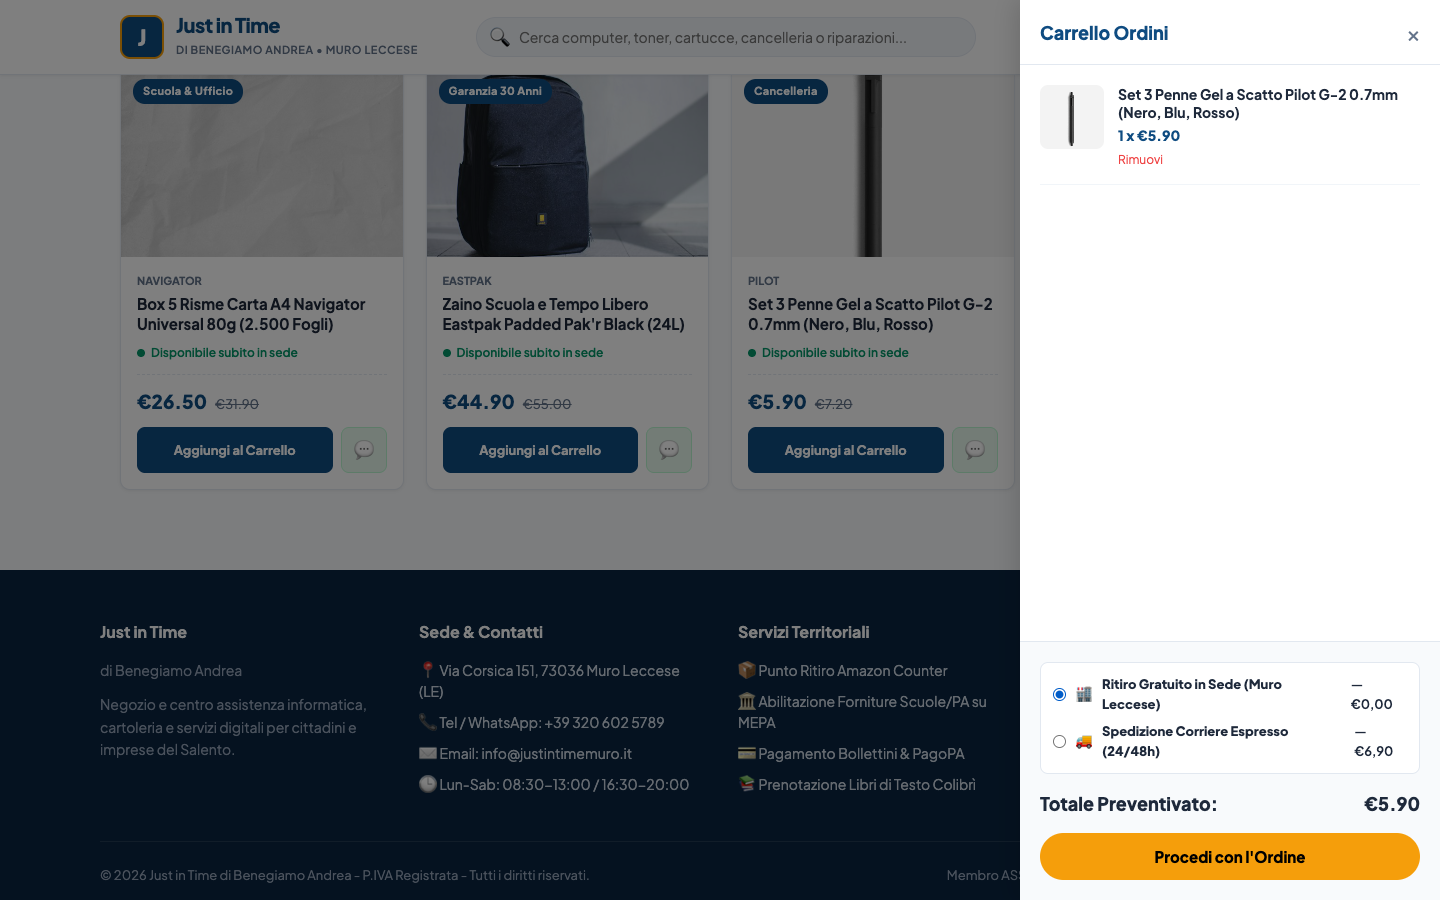 J
Just in Time
DI BENEGIAMO ANDREA • MURO LECCESE
Cerca computer, toner, cartucce, cancelleria o riparazioni...
Scuola & Ufficio
Garanzia 30 Anni
Cancelleria
NAVIGATOR
Box 5 Risme Carta A4 Navigator
Universal 80g (2.500 Fogli)
Disponibile subito in sede
€26.50 €31.90
Aggiungi al Carrello
EASTPAK
Zaino Scuola e Tempo Libero
Eastpak Padded Pak'r Black (24L)
Disponibile subito in sede
€44.90 €55.00
Aggiungi al Carrello
PILOT
Set 3 Penne Gel a Scatto Pilot G-2
0.7mm (Nero, Blu, Rosso)
Disponibile subito in sede
€5.90 €7.20
Aggiungi al Carrello
Just in Time
di Benegiamo Andrea
Negozio e centro assistenza informatica,
cartoleria e servizi digitali per cittadini e
imprese del Salento.
Sede & Contatti
Via Corsica 151, 73036 Muro Leccese
(LE)
Tel / WhatsApp: +39 320 602 5789
Email: info@justintimemuro.it
Lun-Sab: 08:30–13:00 / 16:30–20:00
Servizi Territoriali
Punto Ritiro Amazon Counter
Abilitazione Forniture Scuole/PA su
MEPA
Pagamento Bollettini & PagoPA
Prenotazione Libri di Testo Colibrì
© 2026 Just in Time di Benegiamo Andrea - P.IVA Registrata - Tutti i diritti riservati.
Membro
Carrello Ordini
×
Set 3 Penne Gel a Scatto Pilot G-2 0.7mm
(Nero, Blu, Rosso)
1 x €5.90
Rimuovi
Ritiro Gratuito in Sede (Muro
Leccese)
—
€0,00
Spedizione Corriere Espresso
(24/48h)
—
€6,90
Totale Preventivato: €5.90
Procedi con l'Ordine